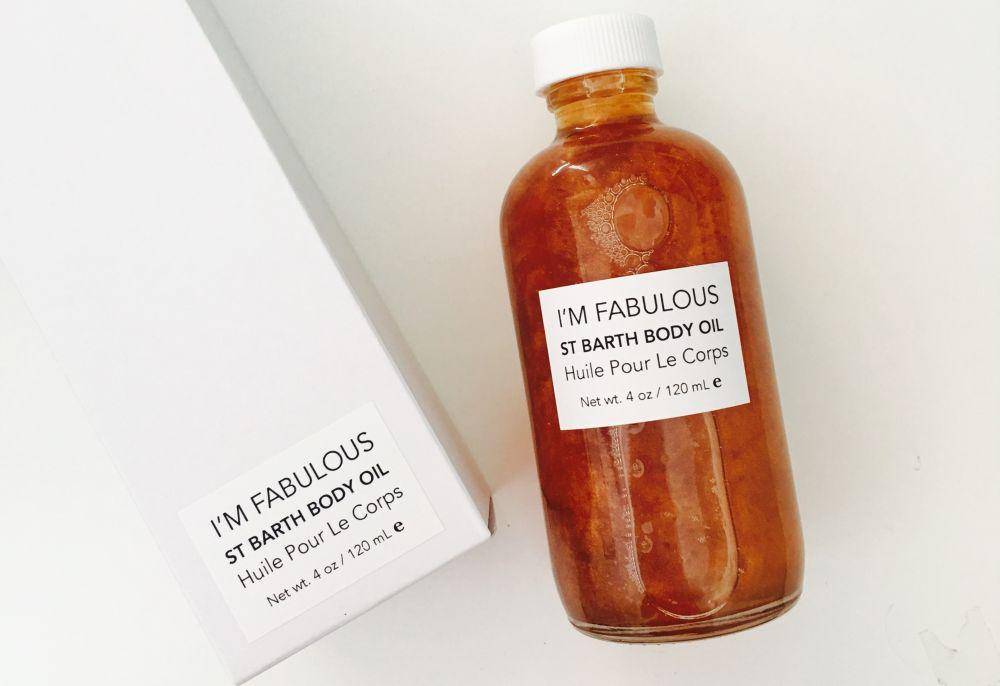 I'M FABULOUS
ST BARTH BODY OIL
Huile Pour Le Corps
Net wt. 4 oz / 120 mL e
I'M FABULOUS
ST BARTH BODY OIL
Huile Pour Le Corps
Net wt. 4 oz / 120 mL e